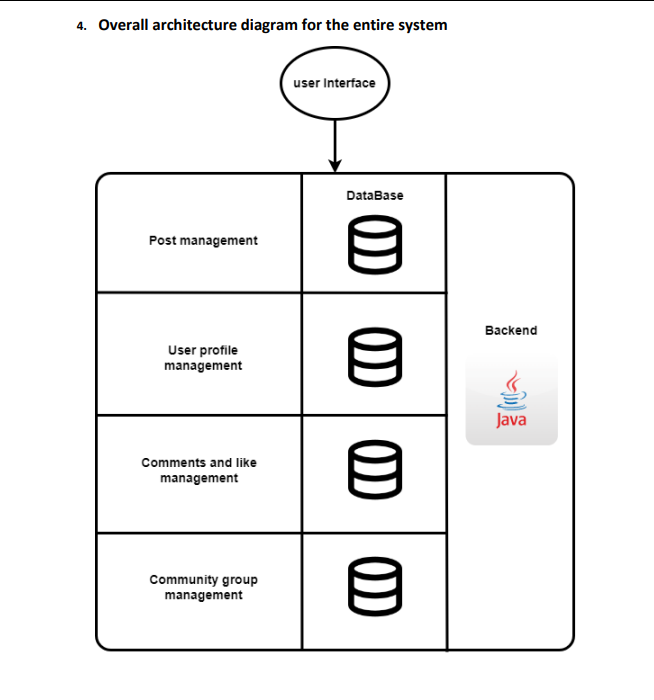 4. Overall architecture diagram for the entire system
user Interface
DataBase
Post management
Backend
User profile
management
Java
Comments and like
management
Community group
management